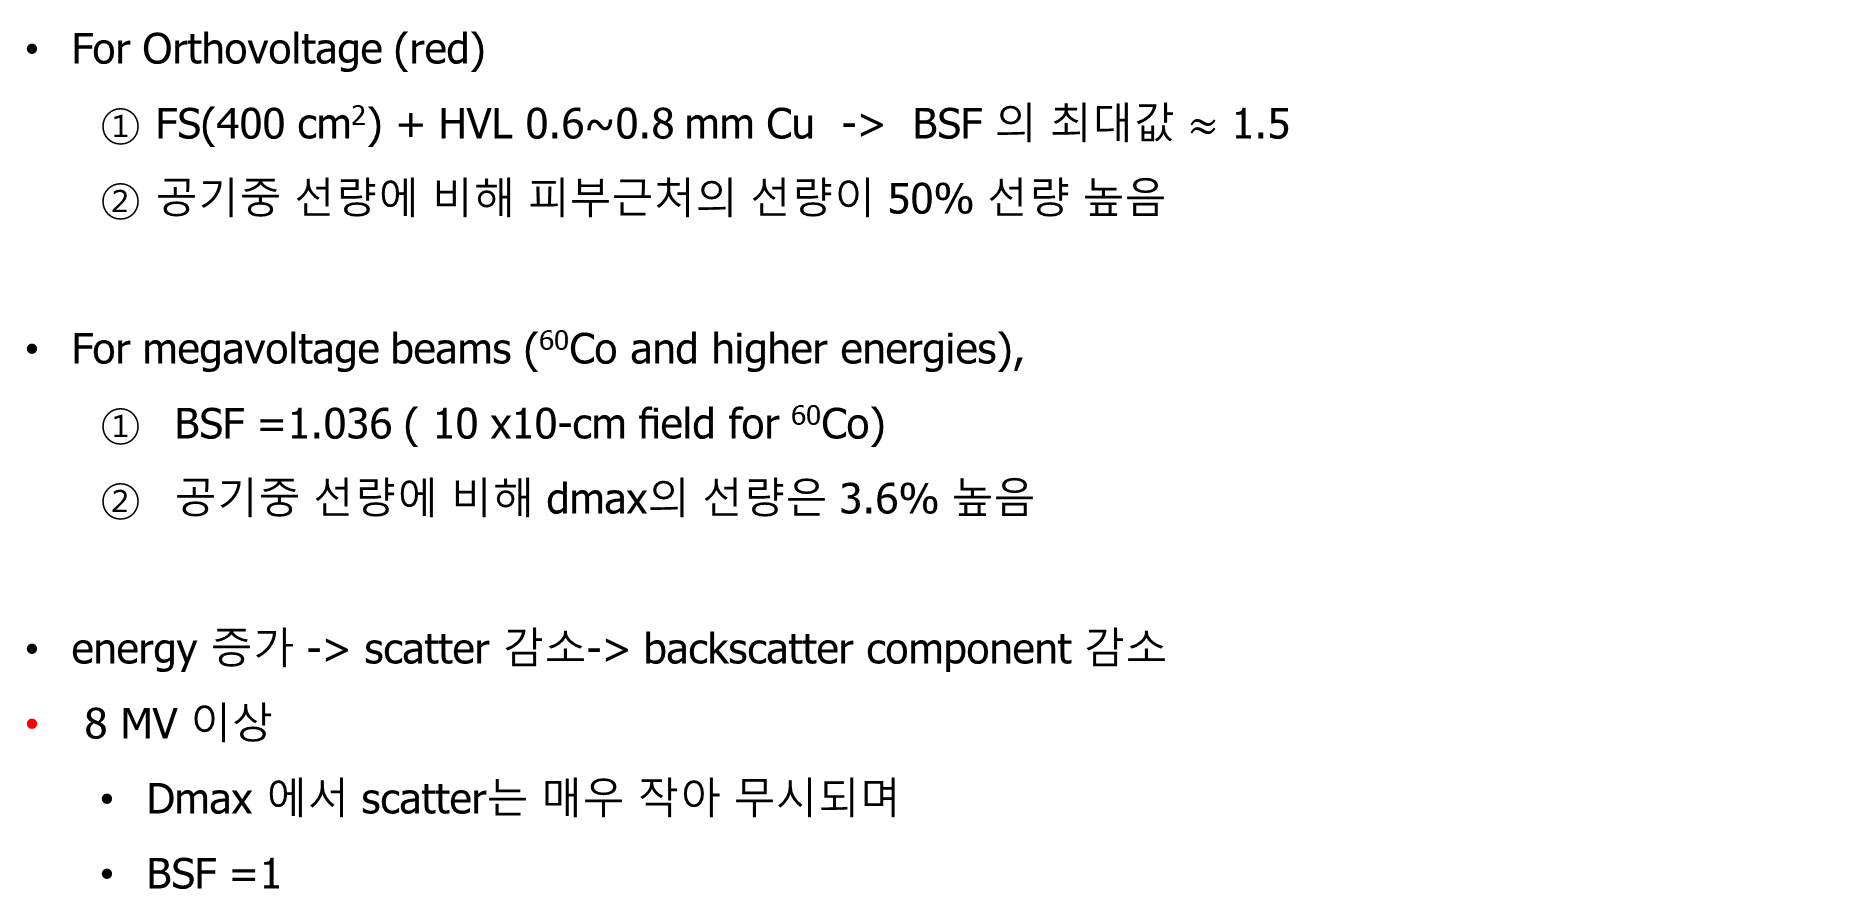 • For Orthovoltage (red)
① FS(400 cm²) + HVL 0.6~0.8 mm Cu -> BSF 의 최대값 ≈ 1.5
② 공기중 선량에 비해 피부근처의 선량이 50% 선량 높음
• For megavoltage beams (⁶⁰Co and higher energies),
① BSF =1.036 ( 10 x10-cm field for ⁶⁰Co)
② 공기중 선량에 비해 dmax의 선량은 3.6% 높음
• energy 증가 -> scatter 감소-> backscatter component 감소
• 8 MV 이상
• Dmax 에서 scatter는 매우 작아 무시되며
• BSF =1